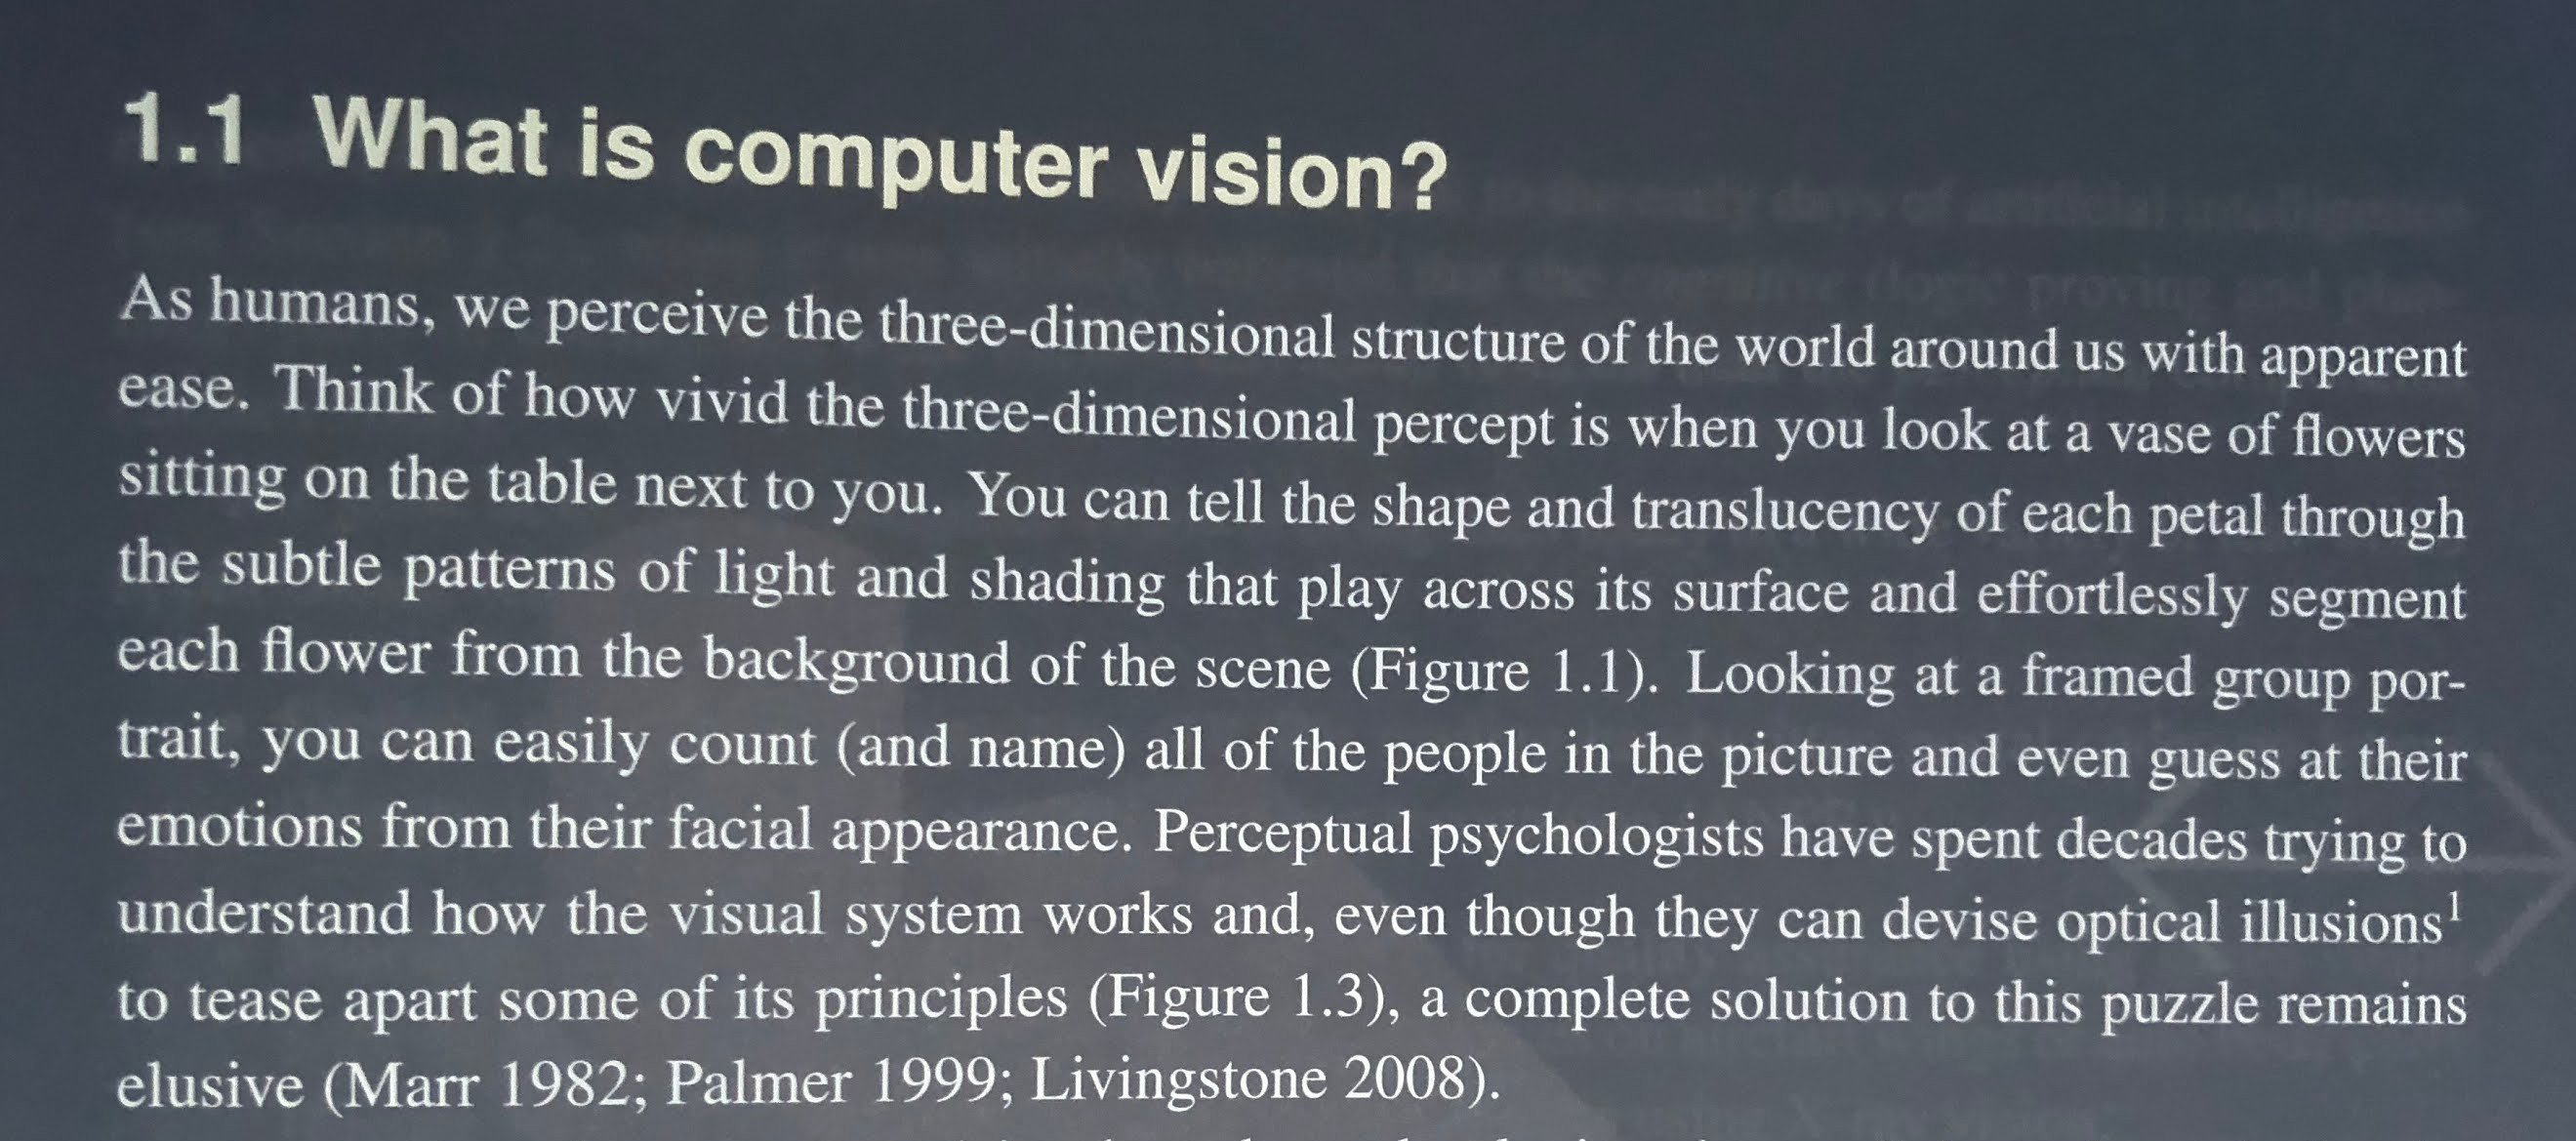 1.1 What is computer vision?
As humans, we perceive the three-dimensional structure of the world around us with apparent
ease. Think of how vivid the three-dimensional percept is when you look at a vase of flowers
sitting on the table next to you. You can tell the shape and translucency of each petal through
the subtle patterns of light and shading that play across its surface and effortlessly segment
each flower from the background of the scene (Figure 1.1). Looking at a framed group por-
trait, you can easily count (and name) all of the people in the picture and even guess at their
emotions from their facial appearance. Perceptual psychologists have spent decades trying to
understand how the visual system works and, even though they can devise optical illusions¹
to tease apart some of its principles (Figure 1.3), a complete solution to this puzzle remains
elusive (Marr 1982; Palmer 1999; Livingstone 2008).